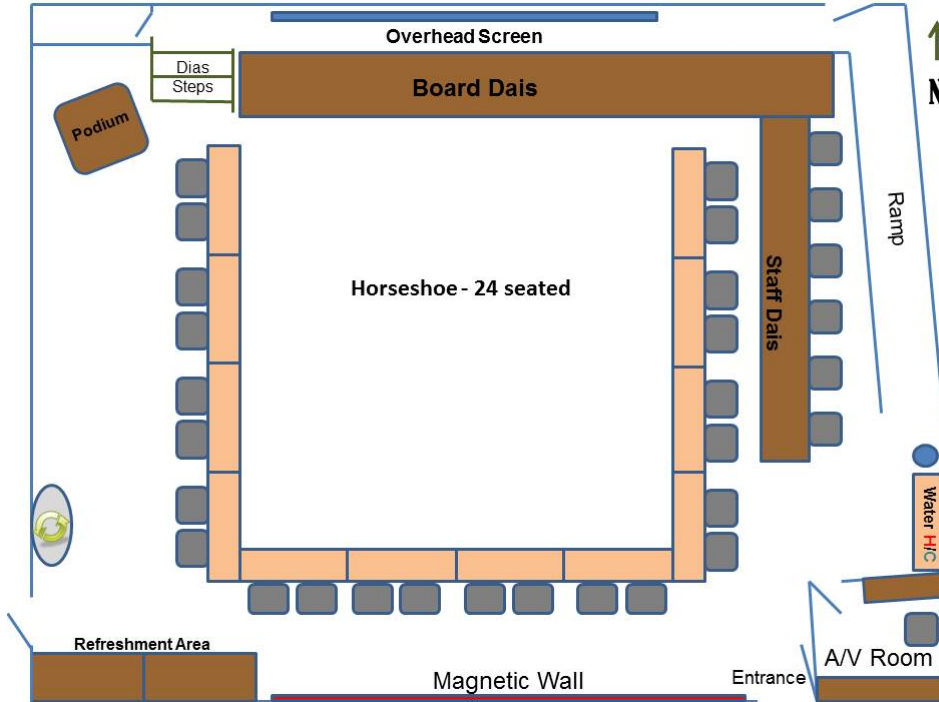 Overhead Screen
Dias
Steps
Board Dais
N
Podium
Ramp
Horseshoe - 24 seated
Staff Dais
Water H/C
Refreshment Area
Magnetic Wall
Entrance
A/V Room